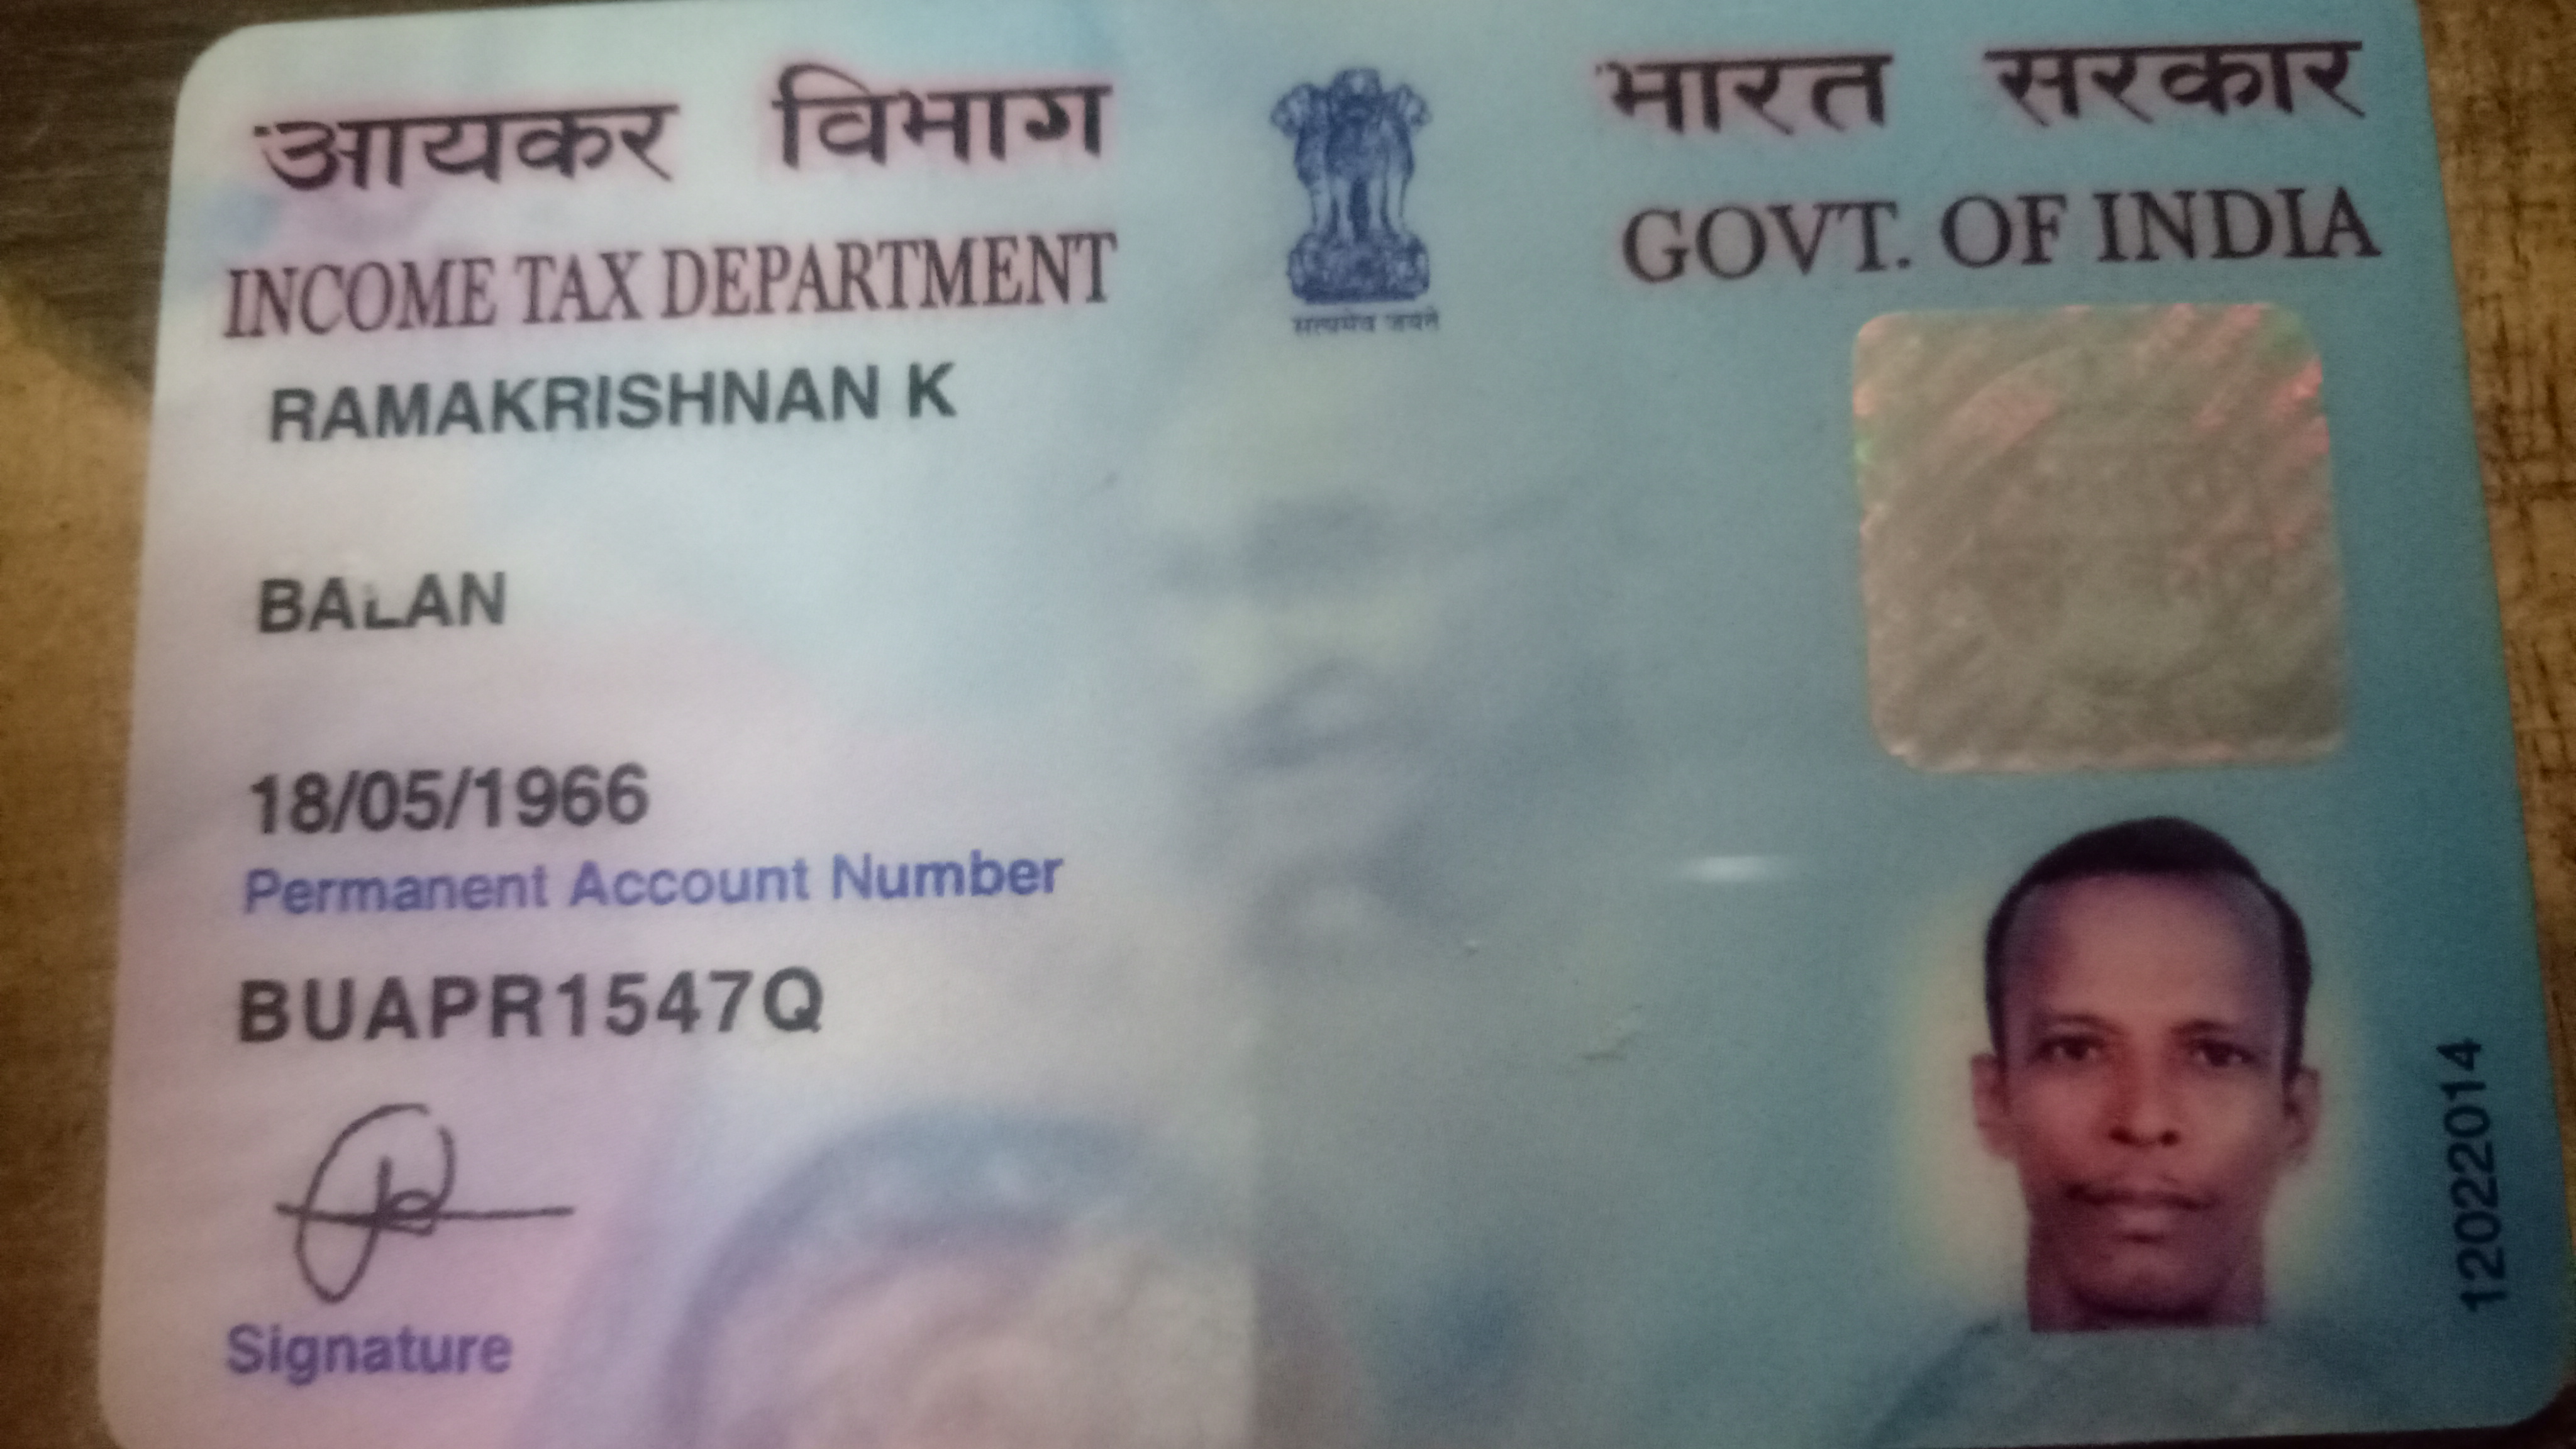 आयकर विभाग
INCOME TAX DEPARTMENT
भारत सरकार
GOVT. OF INDIA
सत्यमेव जयते
RAMAKRISHNAN K
BALAN
18/05/1966
Permanent Account Number
BUAPR1547Q
Signature
12022014